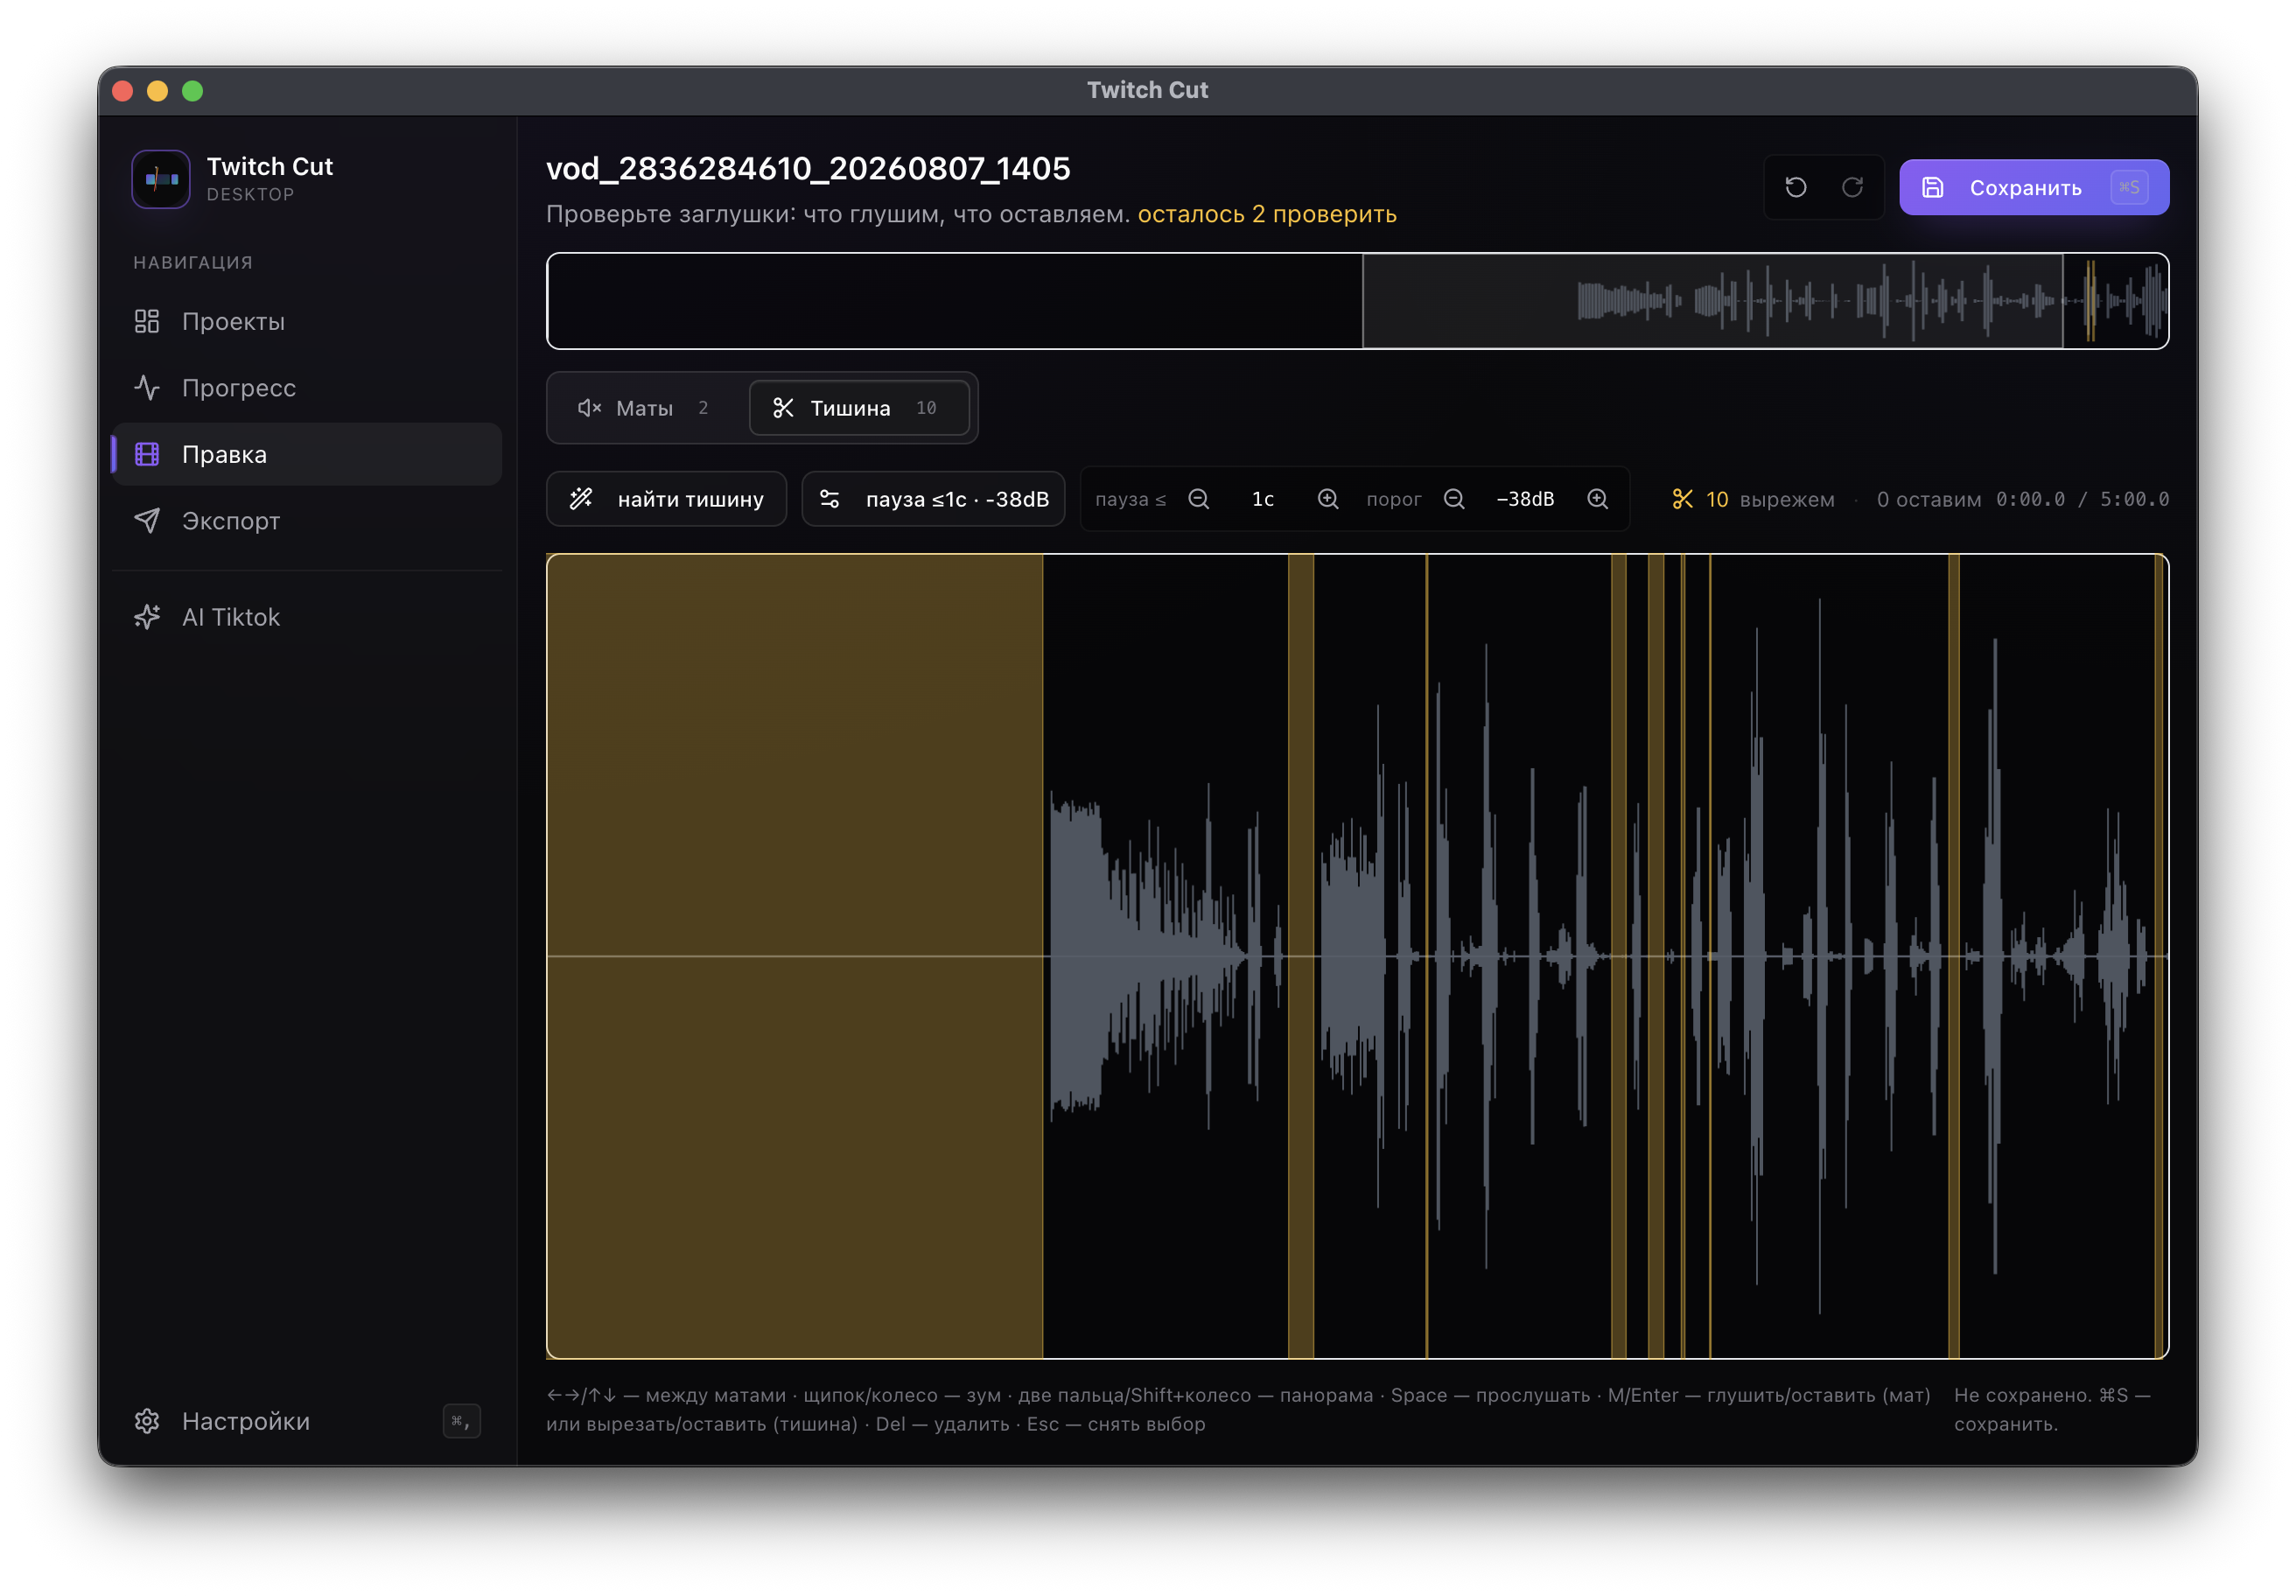 Twitch Cut
Twitch Cut
DESKTOP
НАВИГАЦИЯ
Проекты
Прогресс
Правка
Экспорт
AI Tiktok
Настройки ⌘,
vod_2836284610_20260807_1405
Проверьте заглушки: что глушим, что оставляем. осталось 2 проверить
Сохранить ⌘S
Маты 2 Тишина 10
найти тишину пауза ≤1с · -38dB пауза ≤ 1с порог −38dB 10 вырежем · 0 оставим 0:00.0 / 5:00.0
←→/↑↓ — между матами · щипок/колесо — зум · две пальца/Shift+колесо — панорама · Space — прослушать · M/Enter — глушить/оставить (мат)
или вырезать/оставить (тишина) · Del — удалить · Esc — снять выбор
Не сохранено. ⌘S —
сохранить.